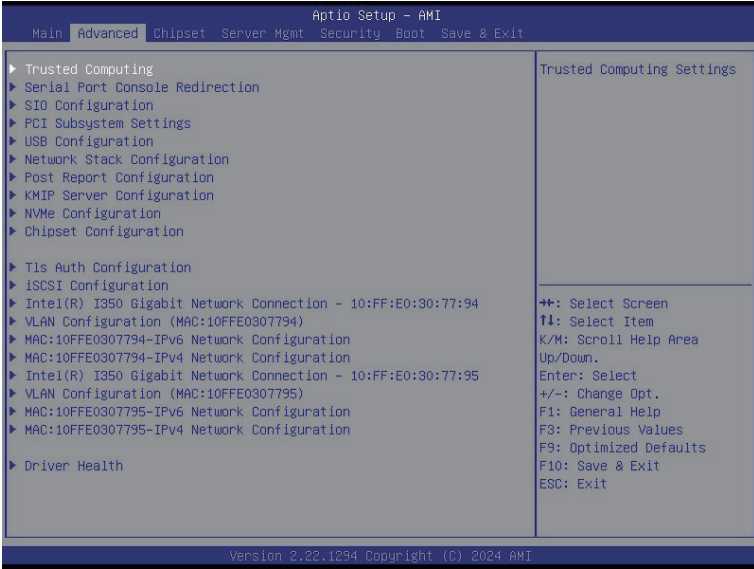 Aptio Setup – AMI
Main Advanced Chipset Server Mgmt Security Boot Save & Exit
Trusted Computing
Serial Port Console Redirection
SIO Configuration
PCI Subsystem Settings
USB Configuration
Network Stack Configuration
Post Report Configuration
KMIP Server Configuration
NVMe Configuration
Chipset Configuration
Tls Auth Configuration
iSCSI Configuration
Intel(R) I350 Gigabit Network Connection – 10:FF:E0:30:77:94
VLAN Configuration (MAC:10FFE0307794)
MAC:10FFE0307794-IPv6 Network Configuration
MAC:10FFE0307794-IPv4 Network Configuration
Intel(R) I350 Gigabit Network Connection – 10:FF:E0:30:77:95
VLAN Configuration (MAC:10FFE0307795)
MAC:10FFE0307795-IPv6 Network Configuration
MAC:10FFE0307795-IPv4 Network Configuration
Driver Health
Trusted Computing Settings
→←: Select Screen
↑↓: Select Item
K/M: Scroll Help Area
Up/Down.
Enter: Select
+/-: Change Opt.
F1: General Help
F3: Previous Values
F9: Optimized Defaults
F10: Save & Exit
ESC: Exit
Version 2.22.1294 Copyright (C) 2024 AMI